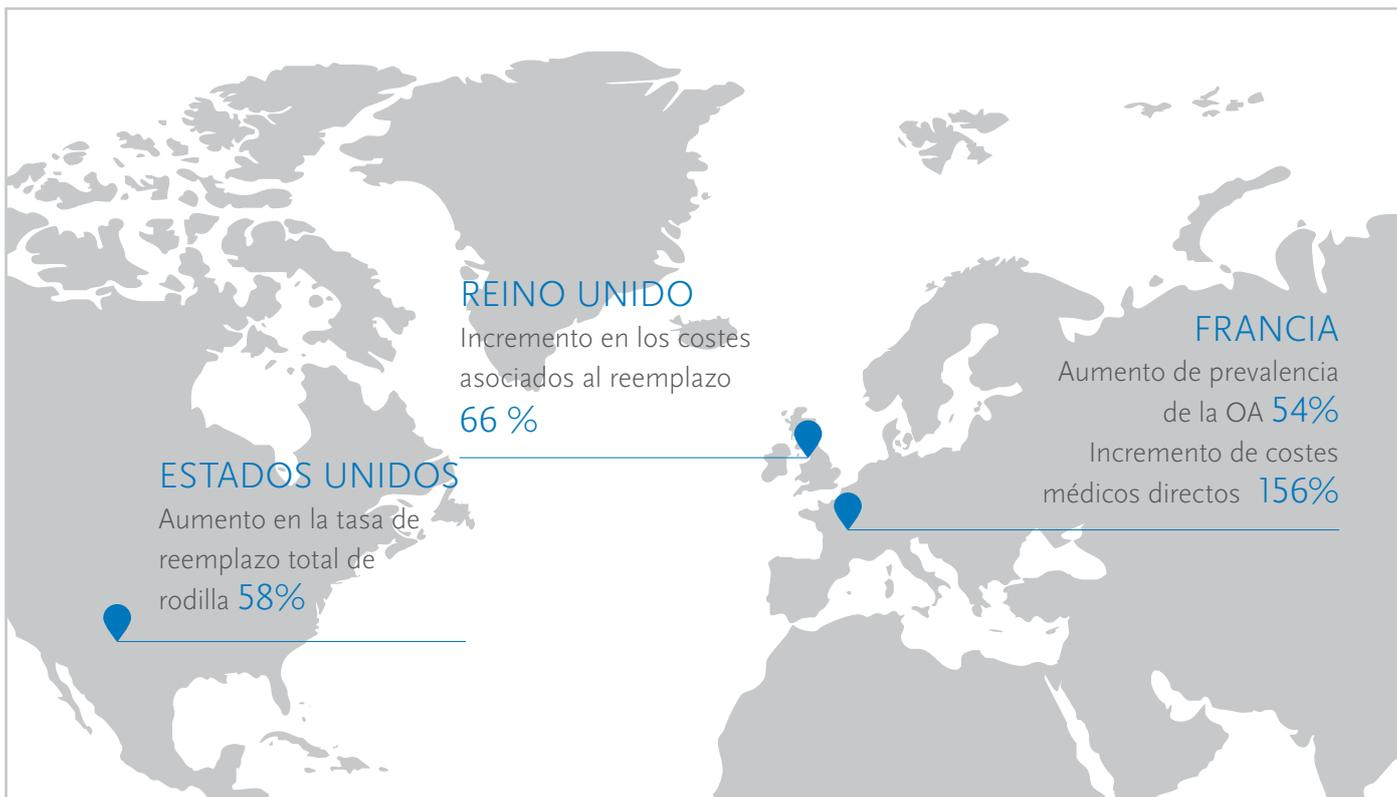 REINO UNIDO
Incremento en los costes
asociados al reemplazo
66 %
FRANCIA
Aumento de prevalencia
de la OA 54%
Incremento de costes
médicos directos 156%
ESTADOS UNIDOS
Aumento en la tasa de
reemplazo total de
rodilla 58%